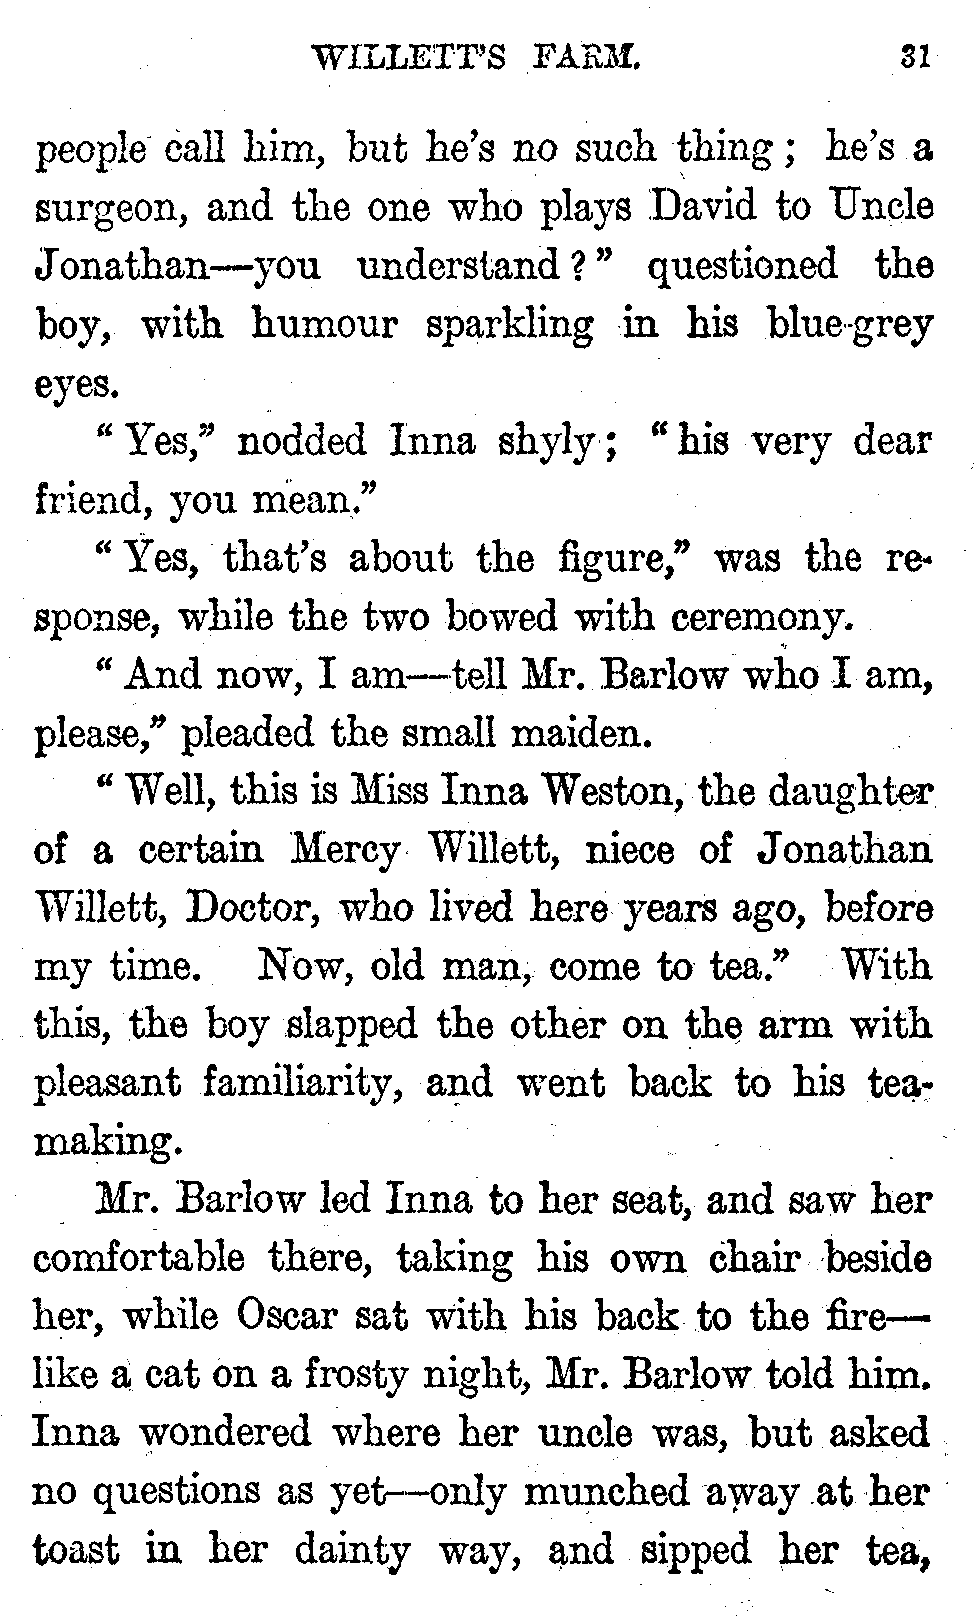 WILLETT'S FARM. 31
people call him, but he's no such thing; he's a
surgeon, and the one who plays David to Uncle
Jonathan—you understand?" questioned the
boy, with humour sparkling in his blue-grey
eyes.
"Yes," nodded Inna shyly; "his very dear
friend, you mean."
"Yes, that's about the figure," was the re-
sponse, while the two bowed with ceremony.
"And now, I am—tell Mr. Barlow who I am,
please," pleaded the small maiden.
"Well, this is Miss Inna Weston, the daughter
of a certain Mercy Willett, niece of Jonathan
Willett, Doctor, who lived here years ago, before
my time. Now, old man, come to tea." With
this, the boy slapped the other on the arm with
pleasant familiarity, and went back to his tea-
making.
Mr. Barlow led Inna to her seat, and saw her
comfortable there, taking his own chair beside
her, while Oscar sat with his back to the fire—
like a cat on a frosty night, Mr. Barlow told him.
Inna wondered where her uncle was, but asked
no questions as yet—only munched away at her
toast in her dainty way, and sipped her tea,